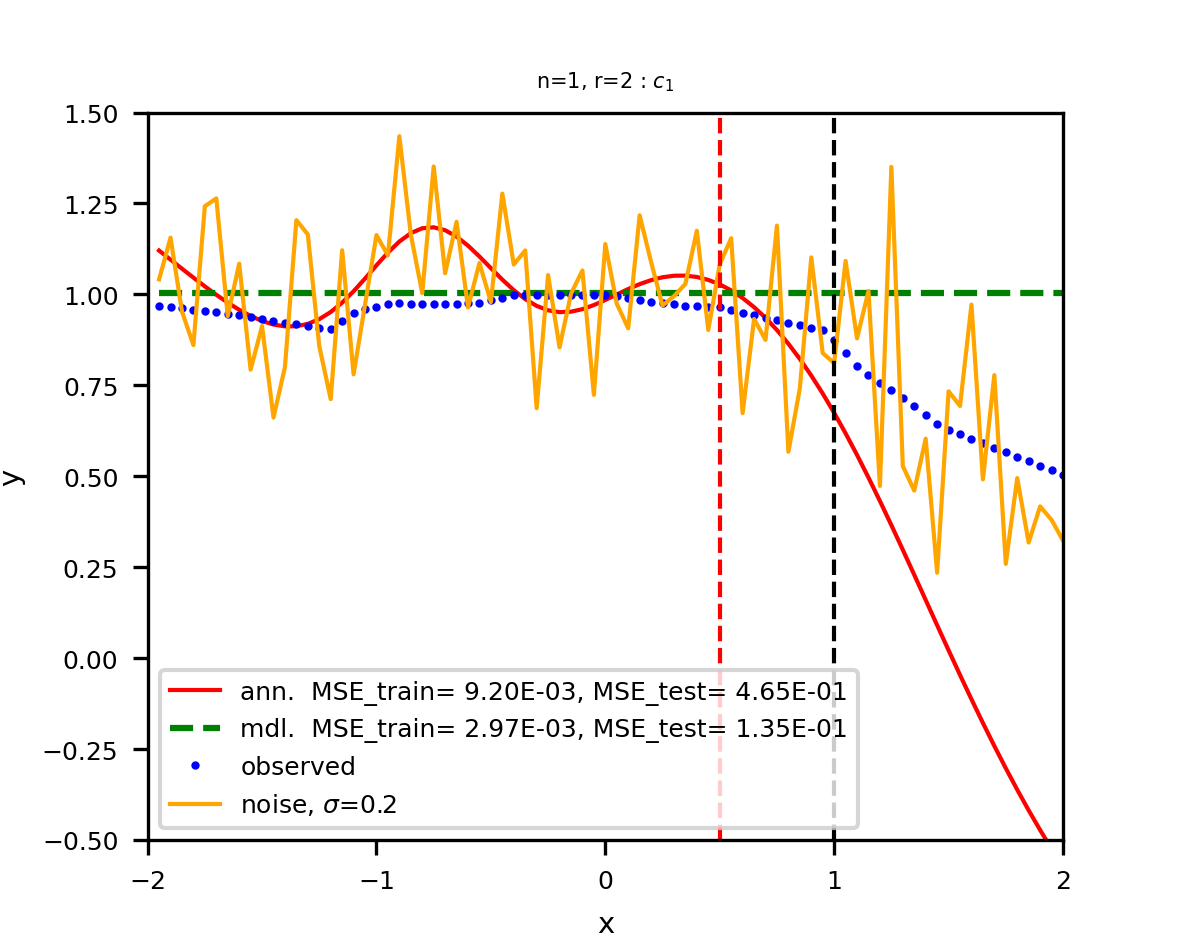 n=1, r=2 : c₁
1.50
1.25
1.00
0.75
0.50
0.25
0.00
−0.25
−0.50
y
ann.  MSE_train= 9.20E-03, MSE_test= 4.65E-01
mdl.  MSE_train= 2.97E-03, MSE_test= 1.35E-01
observed
noise, σ=0.2
−2 −1 0 1 2
x